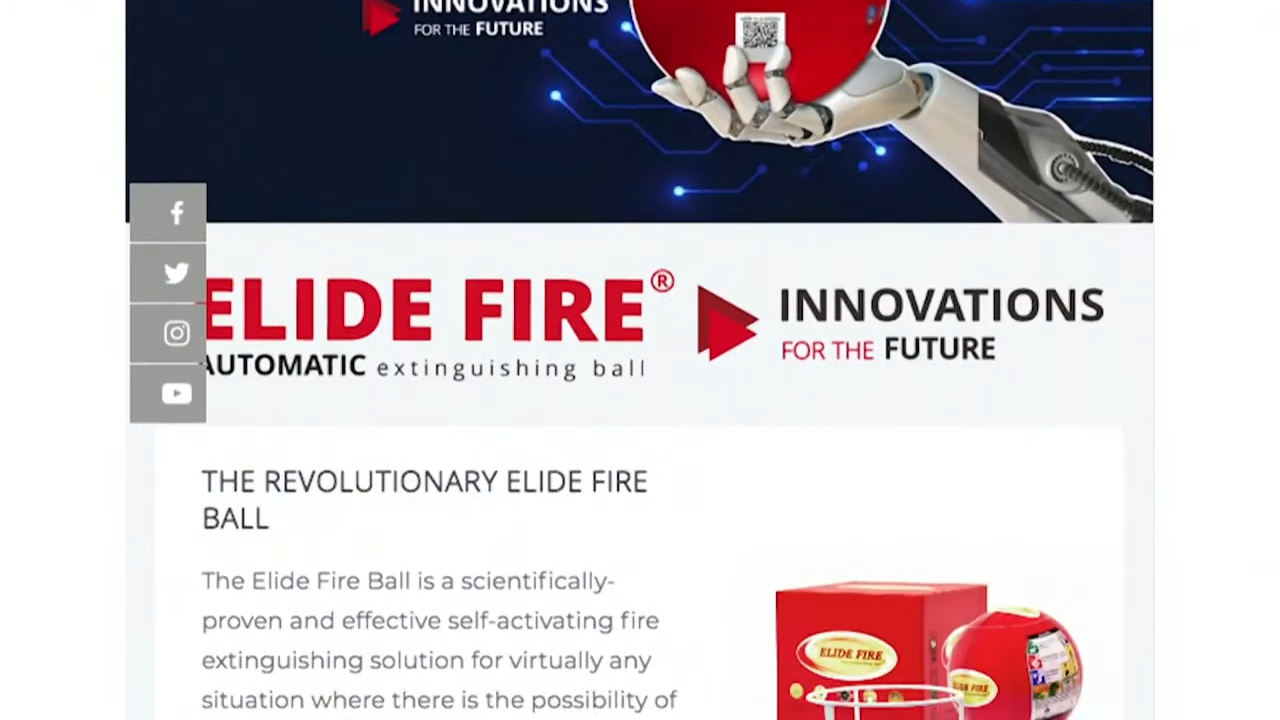 INNOVATIONS
FOR THE FUTURE
ELIDE FIRE®
AUTOMATIC extinguishing ball
INNOVATIONS
FOR THE FUTURE
THE REVOLUTIONARY ELIDE FIRE
BALL
The Elide Fire Ball is a scientifically-
proven and effective self-activating fire
extinguishing solution for virtually any
situation where there is the possibility of
ELIDE FIRE
ELIDE FIRE